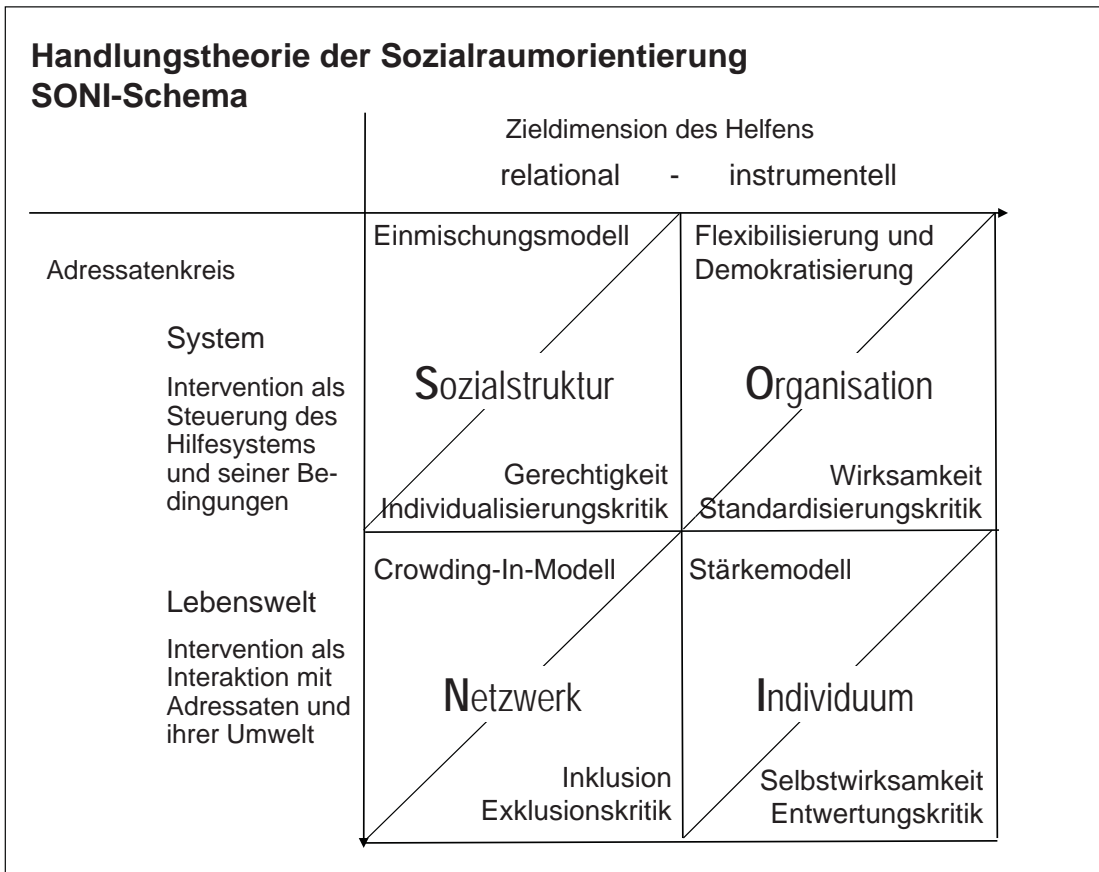 Handlungstheorie der Sozialraumorientierung
SONI-Schema
Zieldimension des Helfens
relational - instrumentell
Adressatenkreis
System
Intervention als
Steuerung des
Hilfesystems
und seiner Be-
dingungen
Einmischungsmodell
Sozialstruktur
Gerechtigkeit
Individualisierungskritik
Flexibilisierung und
Demokratisierung
Organisation
Wirksamkeit
Standardisierungskritik
Lebenswelt
Intervention als
Interaktion mit
Adressaten und
ihrer Umwelt
Crowding-In-Modell
Netzwerk
Inklusion
Exklusionskritik
Stärkemodell
Individuum
Selbstwirksamkeit
Entwertungskritik